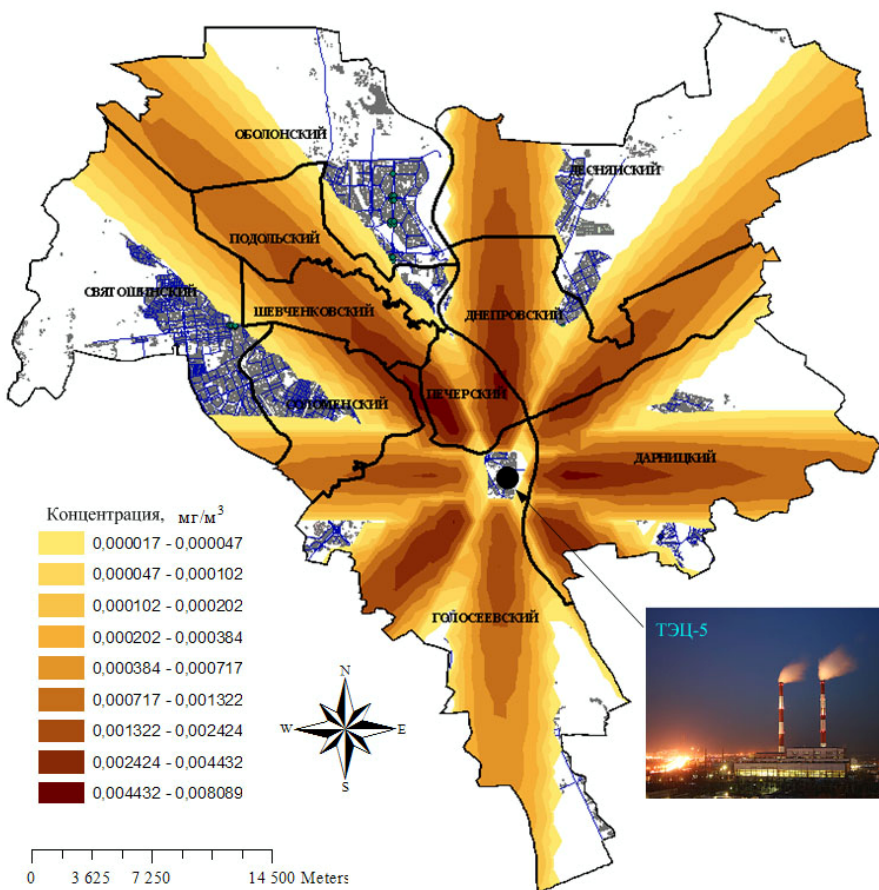 ОБОЛОНСКИЙ
ДЕСНЯНСКИЙ
ПОДОЛЬСКИЙ
СВЯТОШИНСКИЙ
ШЕВЧЕНКОВСКИЙ
ДНЕПРОВСКИЙ
СОЛОМЕНСКИЙ
ПЕЧЕРСКИЙ
ДАРНИЦКИЙ
ГОЛОСЕЕВСКИЙ
ТЭЦ-5
Концентрация, мг/м³
0,000017 - 0,000047
0,000047 - 0,000102
0,000102 - 0,000202
0,000202 - 0,000384
0,000384 - 0,000717
0,000717 - 0,001322
0,001322 - 0,002424
0,002424 - 0,004432
0,004432 - 0,008089
N
W E
S
0 3 625 7 250 14 500 Meters